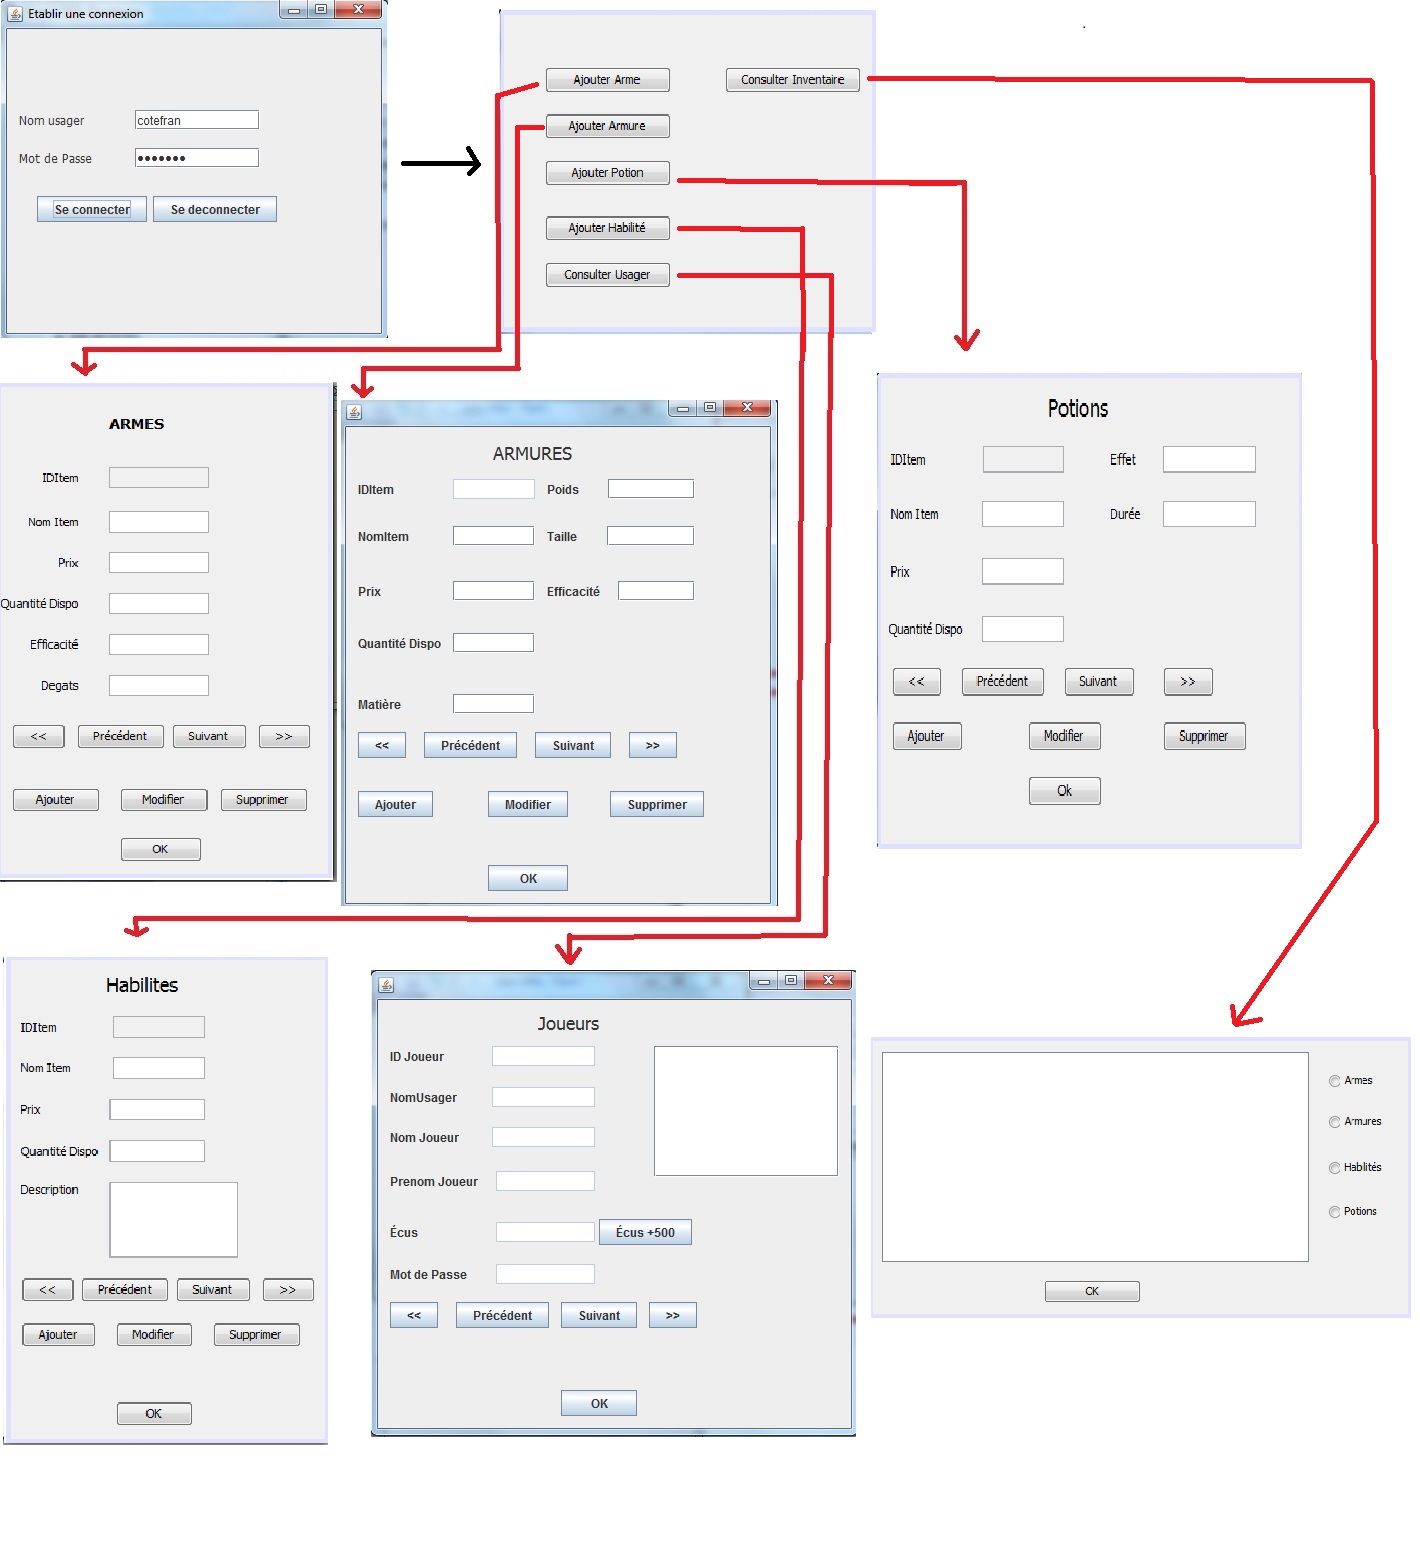 Etablir une connexion
Nom usager
cotefran
Mot de Passe
•••••••
Se connecter
Se deconnecter
Ajouter Arme
Consulter Inventaire
Ajouter Armure
Ajouter Potion
Ajouter Habilité
Consulter Usager
ARMES
IDItem
Nom Item
Prix
Quantité Dispo
Efficacité
Degats
<<
Précédent
Suivant
>>
Ajouter
Modifier
Supprimer
OK
ARMURES
IDItem
Poids
NomItem
Taille
Prix
Efficacité
Quantité Dispo
Matière
<<
Précédent
Suivant
>>
Ajouter
Modifier
Supprimer
OK
Potions
IDItem
Effet
Nom Item
Durée
Prix
Quantité Dispo
<<
Précédent
Suivant
>>
Ajouter
Modifier
Supprimer
Ok
Habilites
IDItem
Nom Item
Prix
Quantité Dispo
Description
<<
Précédent
Suivant
>>
Ajouter
Modifier
Supprimer
OK
Joueurs
ID Joueur
NomUsager
Nom Joueur
Prenom Joueur
Écus
Écus +500
Mot de Passe
<<
Précédent
Suivant
>>
OK
Armes
Armures
Hablités
Potions
OK